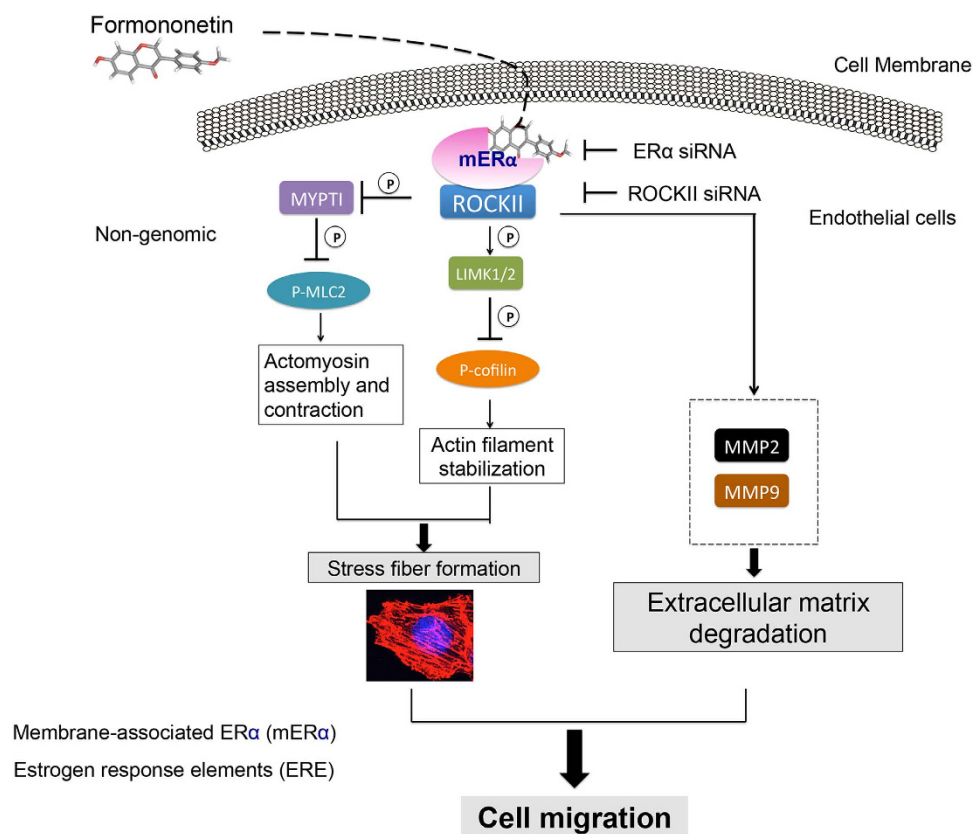 Formononetin
Cell Membrane
mERα
ERα siRNA
P
MYPTI
ROCKII
ROCKII siRNA
Endothelial cells
Non-genomic
P
P
LIMK1/2
P-MLC2
P
Actomyosin
assembly and
contraction
P-cofilin
Actin filament
stabilization
MMP2
MMP9
Stress fiber formation
Extracellular matrix
degradation
Membrane-associated ERα (mERα)
Estrogen response elements (ERE)
Cell migration